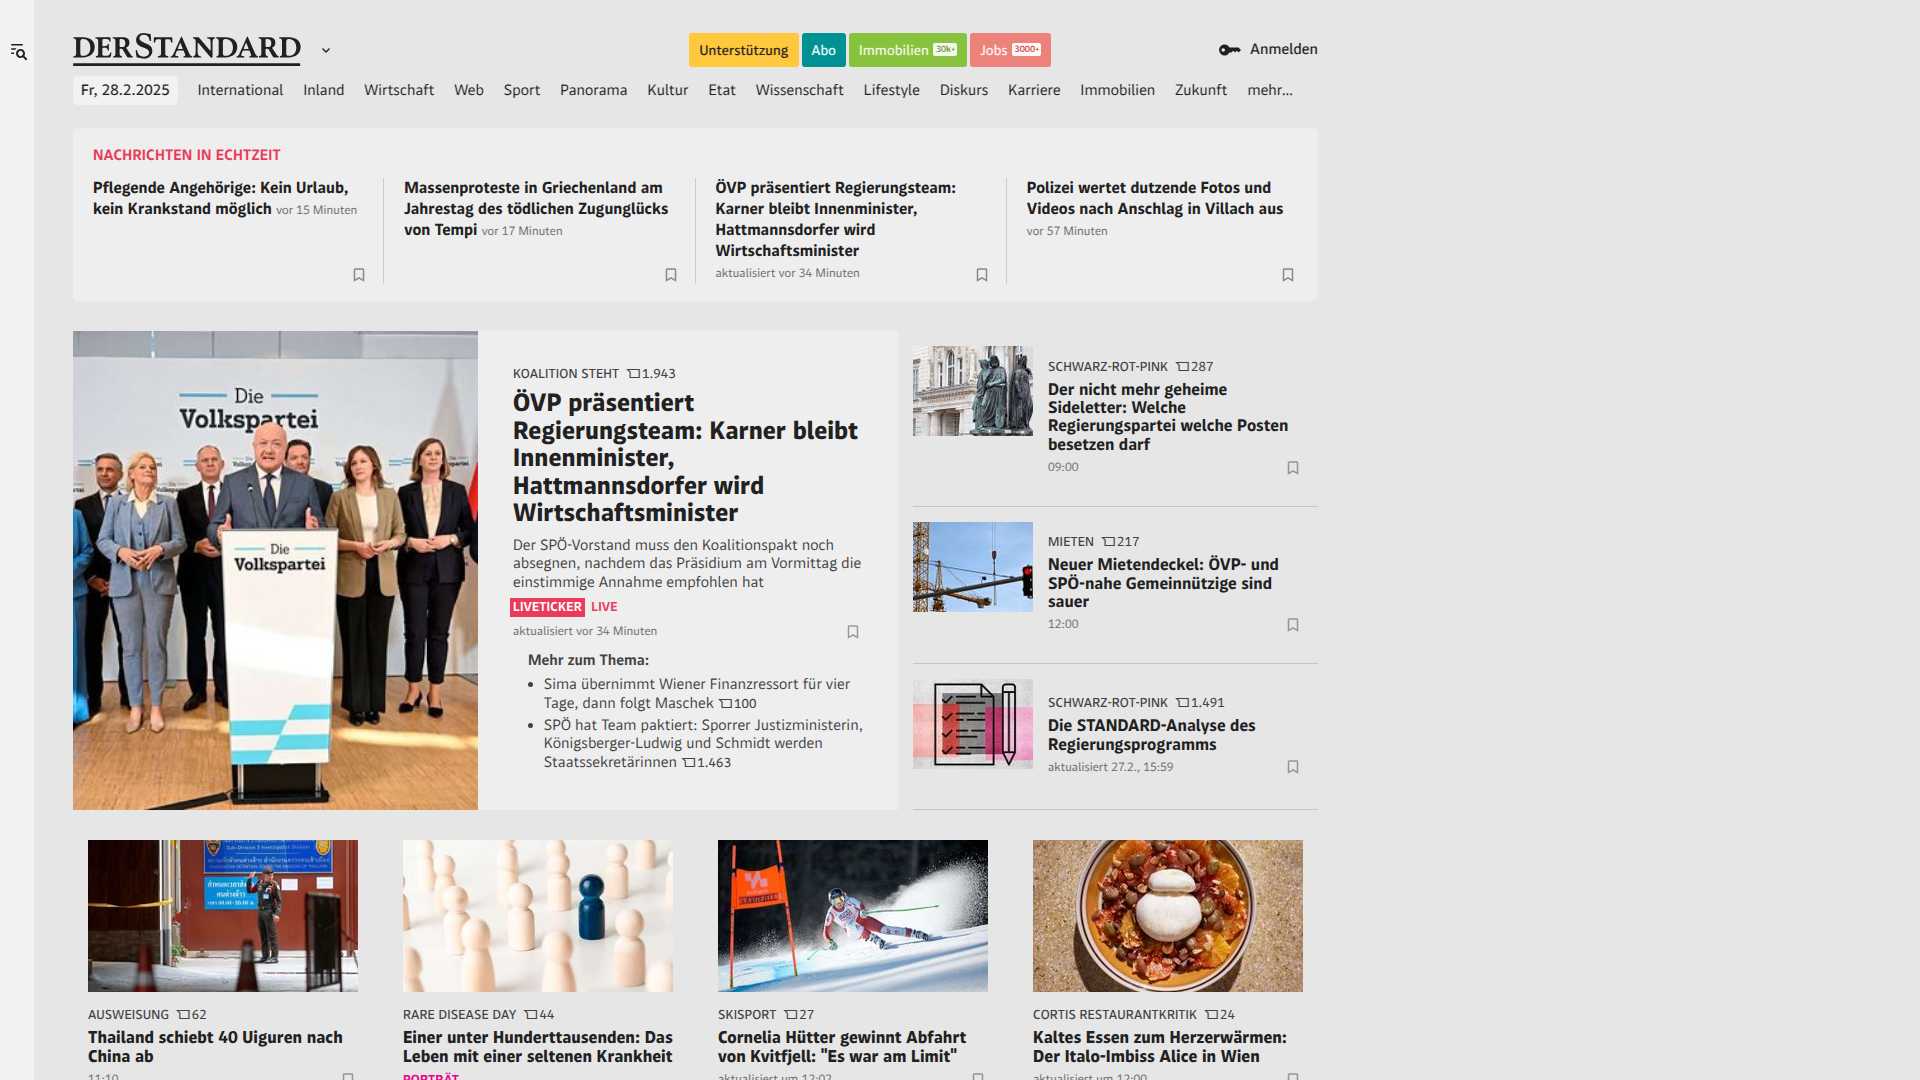 DERSTANDARD
Unterstützung
Abo
Immobilien 30k+
Jobs 3000+
Anmelden
Fr, 28.2.2025
International
Inland
Wirtschaft
Web
Sport
Panorama
Kultur
Etat
Wissenschaft
Lifestyle
Diskurs
Karriere
Immobilien
Zukunft
mehr...
NACHRICHTEN IN ECHTZEIT
Pflegende Angehörige: Kein Urlaub,
kein Krankstand möglich vor 15 Minuten
Massenproteste in Griechenland am
Jahrestag des tödlichen Zugunglücks
von Tempi vor 17 Minuten
ÖVP präsentiert Regierungsteam:
Karner bleibt Innenminister,
Hattmannsdorfer wird
Wirtschaftsminister
aktualisiert vor 34 Minuten
Polizei wertet dutzende Fotos und
Videos nach Anschlag in Villach aus
vor 57 Minuten
Die
Volkspartei
Die
Volkspartei
KOALITION STEHT 1.943
ÖVP präsentiert
Regierungsteam: Karner bleibt
Innenminister,
Hattmannsdorfer wird
Wirtschaftsminister
Der SPÖ-Vorstand muss den Koalitionspakt noch
absegnen, nachdem das Präsidium am Vormittag die
einstimmige Annahme empfohlen hat
LIVETICKER LIVE
aktualisiert vor 34 Minuten
Mehr zum Thema:
• Sima übernimmt Wiener Finanzressort für vier
Tage, dann folgt Maschek 100
• SPÖ hat Team paktiert: Sporrer Justizministerin,
Königsberger-Ludwig und Schmidt werden
Staatssekretärinnen 1.463
SCHWARZ-ROT-PINK 287
Der nicht mehr geheime
Sideletter: Welche
Regierungspartei welche Posten
besetzen darf
09:00
MIETEN 217
Neuer Mietendeckel: ÖVP- und
SPÖ-nahe Gemeinnützige sind
sauer
12:00
SCHWARZ-ROT-PINK 1.491
Die STANDARD-Analyse des
Regierungsprogramms
aktualisiert 27.2., 15:59
AUSWEISUNG 62
Thailand schiebt 40 Uiguren nach
China ab
11:10
RARE DISEASE DAY 44
Einer unter Hunderttausenden: Das
Leben mit einer seltenen Krankheit
PORTRÄT
SKISPORT 27
Cornelia Hütter gewinnt Abfahrt
von Kvitfjell: "Es war am Limit"
aktualisiert um 12:02
CORTIS RESTAURANTKRITIK 24
Kaltes Essen zum Herzerwärmen:
Der Italo-Imbiss Alice in Wien
aktualisiert um 12:00